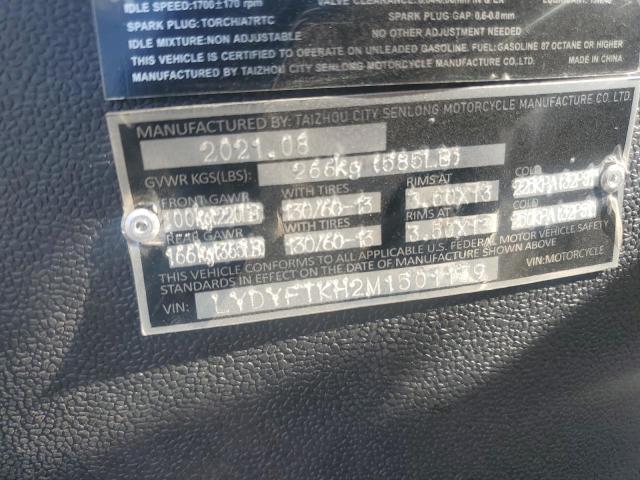 IDLE SPEED:1700±170 rpm
SPARK PLUG: TORCH/A7RTC SPARK PLUG GAP: 0.6-0.8mm
IDLE MIXTURE:NON ADJUSTABLE NO OTHER ADJUSTMENT NEEDED
THIS VEHICLE IS CERTIFIED TO OPERATE ON UNLEADED GASOLINE. FUEL:GASOLINE 87 OCTANE OR HIGHER
MANUFACTURED BY TAIZHOU CITY SENLONG MOTORCYCLE MANUFACTURE CO.,LTD. MADE IN CHINA
MANUFACTURED BY: TAIZHOU CITY SENLONG MOTORCYCLE MANUFACTURE CO. LTD
2021.08
GVWR KGS(LBS): 266kg (585LB)
FRONT GAWR WITH TIRES RIMS AT COLD
100Kg(220LB 130/60-13 3.50X13
REAR GAWR WITH TIRES RIMS AT COLD
166Kg(365LB 130/60-13 3.50X13
THIS VEHICLE CONFORMS TO ALL APPLICABLE U.S. FEDERAL MOTOR VEHICLE SAFETY
STANDARDS IN EFFECT ON THE DATE OF MANUFACTURE SHOWN ABOVE
VIN: VIN:MOTORCYCLE